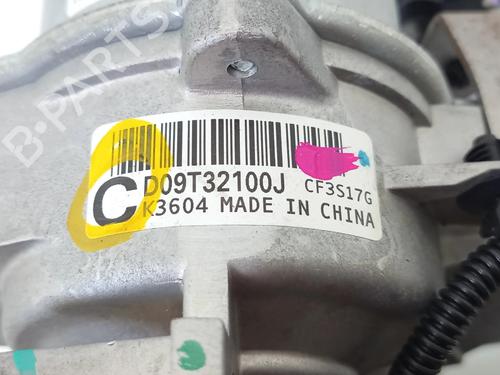 B-PARTS
C D09T32100J CF3S17G
K3604 MADE IN CHINA